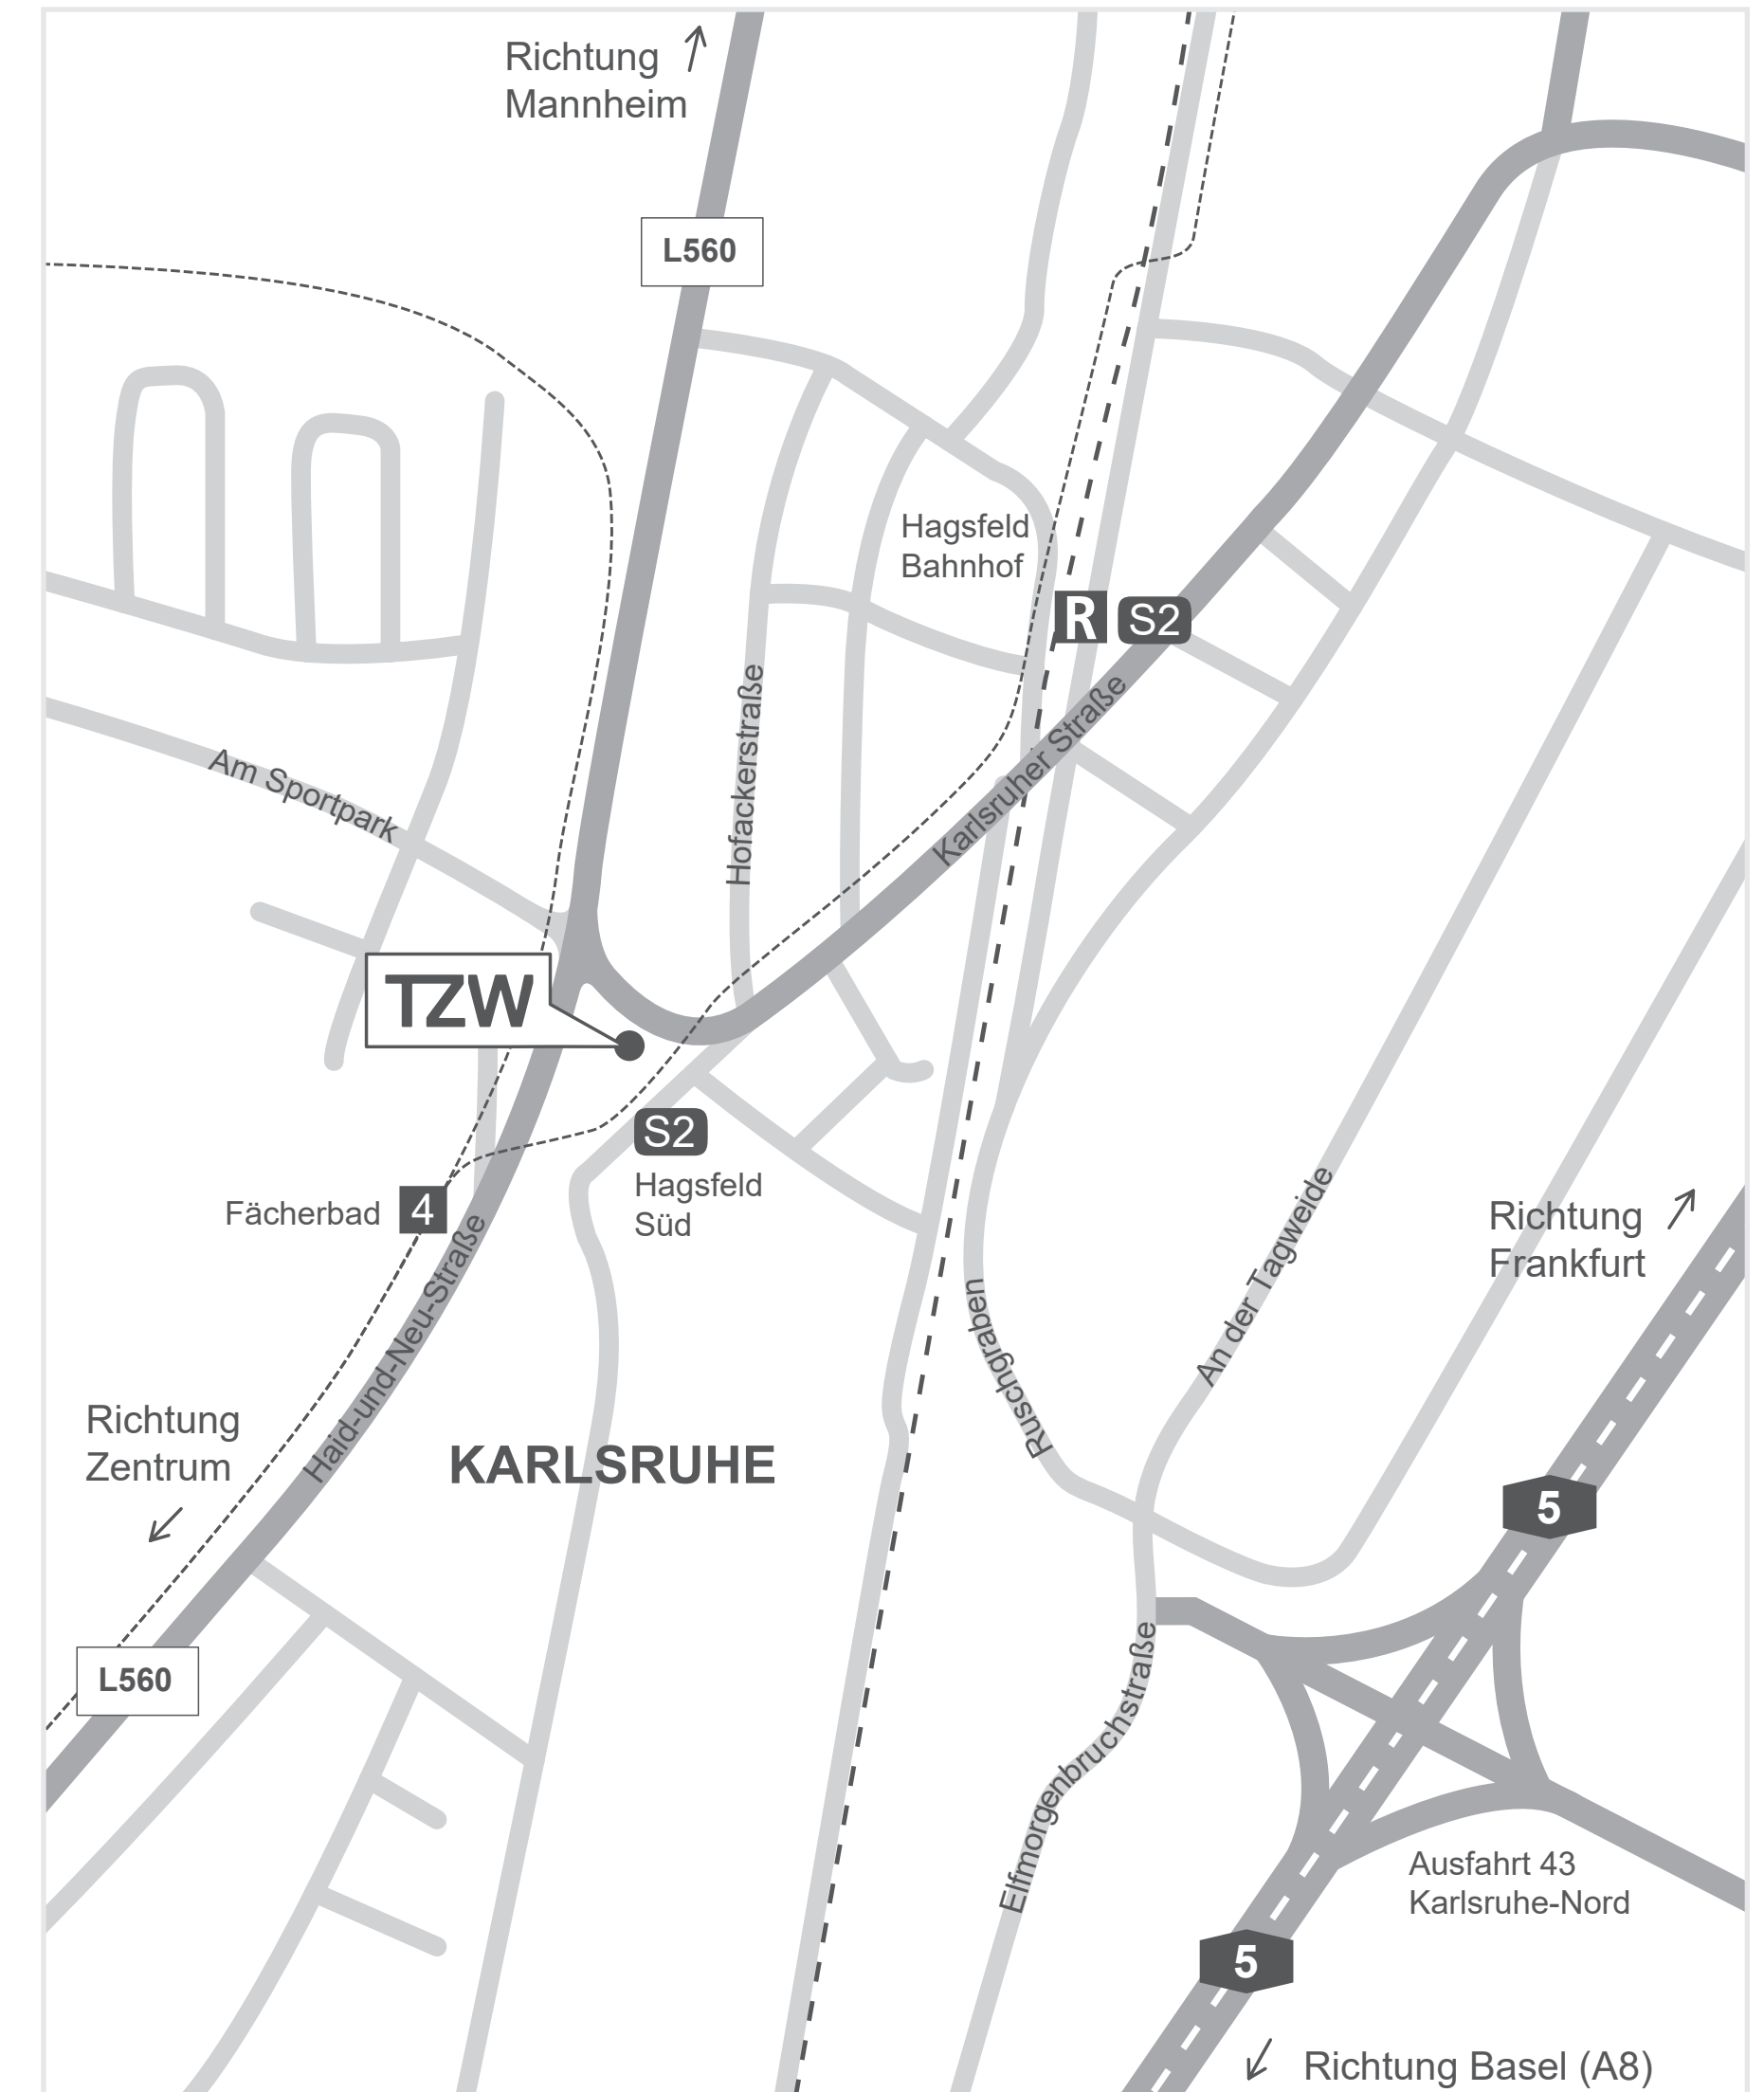 Richtung
Mannheim
L560
Hagsfeld
Bahnhof
R
S2
Am Sportpark
Hofackerstraße
Karlsruher Straße
TZW
S2
Hagsfeld
Süd
Fächerbad
4
Haid-und-Neu-Straße
Ruschgraben
An der Tagweide
Richtung
Frankfurt
Richtung
Zentrum
KARLSRUHE
5
L560
Elfmorgenbruchstraße
Ausfahrt 43
Karlsruhe-Nord
5
Richtung Basel (A8)